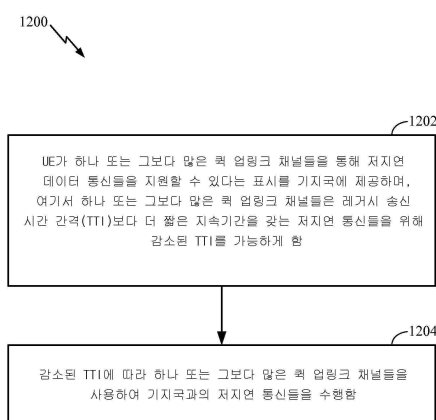 1200
1202
UE가 하나 또는 그보다 많은 퀵 업링크 채널들을 통해 저지연
데이터 통신들을 지원할 수 있다는 표시를 기지국에 제공하며,
여기서 하나 또는 그보다 많은 퀵 업링크 채널들은 레거시 송신
시간 간격(TTI)보다 더 짧은 지속기간을 갖는 저지연 통신들을 위해
감소된 TTI를 가능하게 함
1204
감소된 TTI에 따라 하나 또는 그보다 많은 퀵 업링크 채널들을
사용하여 기지국과의 저지연 통신들을 수행함